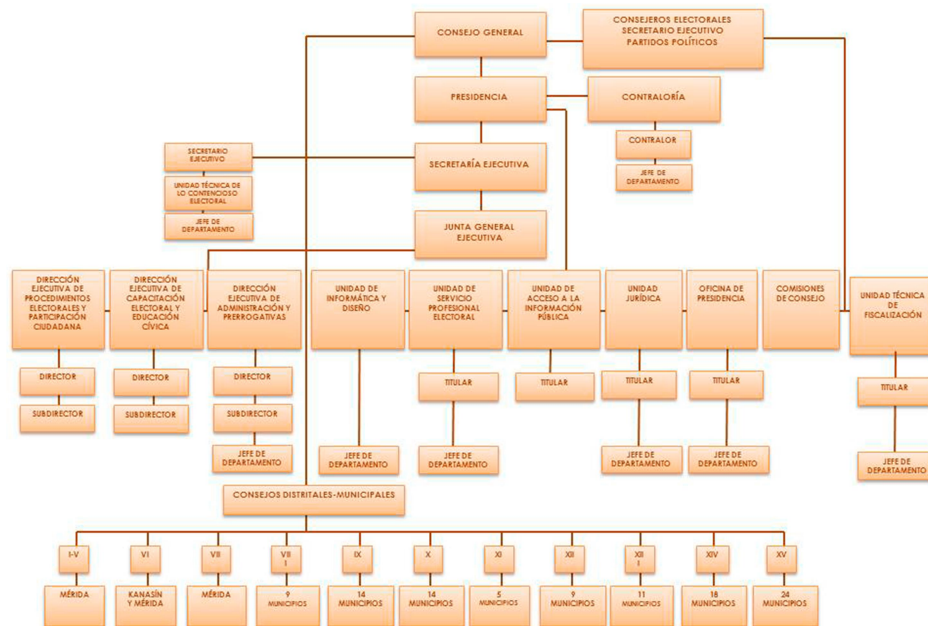 CONSEJO GENERAL
CONSEJEROS ELECTORALES
SECRETARIO EJECUTIVO
PARTIDOS POLÍTICOS
PRESIDENCIA
CONTRALORÍA
CONTRALOR
JEFE DE
DEPARTAMENTO
SECRETARIO
EJECUTIVO
UNIDAD TÉCNICA DE
LO CONTENCIOSO
ELECTORAL
JEFE DE
DEPARTAMENTO
SECRETARÍA EJECUTIVA
JUNTA GENERAL
EJECUTIVA
DIRECCIÓN
EJECUTIVA DE
PROCEDIMIENTOS
ELECTORALES Y
PARTICIPACIÓN
CIUDADANA
DIRECCIÓN
EJECUTIVA DE
CAPACITACIÓN
ELECTORAL Y
EDUCACIÓN
CÍVICA
DIRECCIÓN
EJECUTIVA DE
ADMINISTRACIÓN Y
PRERROGATIVAS
UNIDAD DE
INFORMÁTICA Y
DISEÑO
UNIDAD DE
SERVICIO
PROFESIONAL
ELECTORAL
UNIDAD DE
ACCESO A LA
INFORMACIÓN
PÚBLICA
UNIDAD
JURÍDICA
OFICINA DE
PRESIDENCIA
COMISIONES
DE CONSEJO
UNIDAD TÉCNICA
DE
FISCALIZACIÓN
DIRECTOR
DIRECTOR
DIRECTOR
TITULAR
TITULAR
TITULAR
TITULAR
TITULAR
SUBDIRECTOR
SUBDIRECTOR
SUBDIRECTOR
JEFE DE
DEPARTAMENTO
JEFE DE
DEPARTAMENTO
JEFE DE
DEPARTAMENTO
JEFE DE
DEPARTAMENTO
JEFE DE
DEPARTAMENTO
JEFE DE
DEPARTAMENTO
CONSEJOS DISTRITALES-MUNICIPALES
I-V
VI
VII
VII
I
IX
X
XI
XII
XII
I
XIV
XV
MÉRIDA
KANASÍN
Y MÉRIDA
MÉRIDA
9
MUNICIPIOS
14
MUNICIPIOS
14
MUNICIPIOS
5
MUNICIPIOS
9
MUNICIPIOS
11
MUNICIPIOS
18
MUNICIPIOS
24
MUNICIPIOS